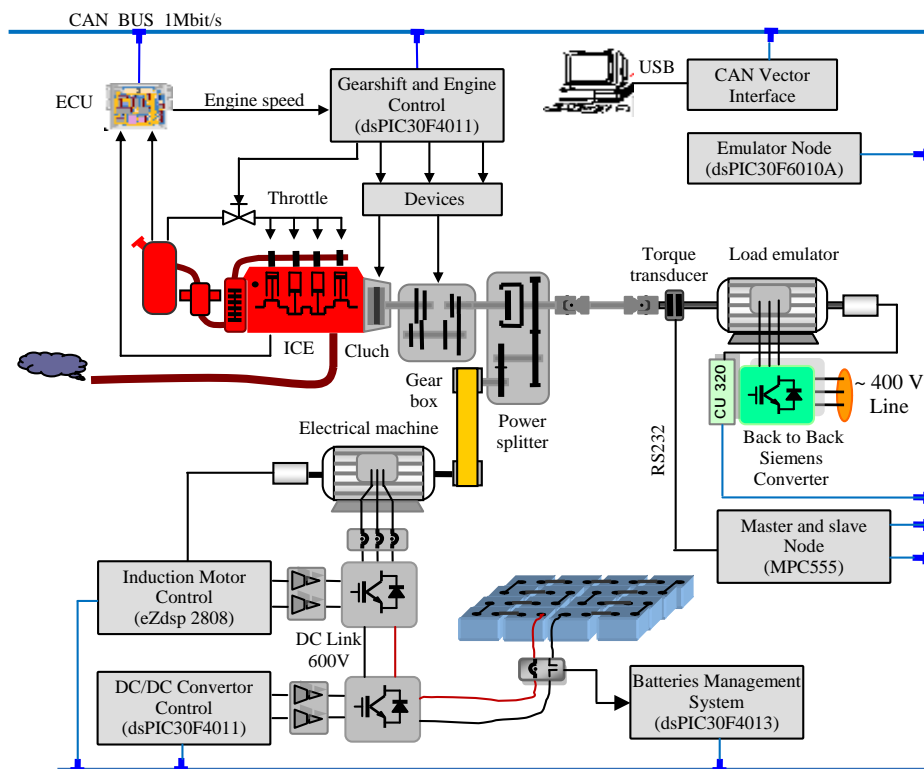 CAN BUS 1Mbit/s
ECU
Engine speed
Gearshift and Engine
Control
(dsPIC30F4011)
USB
CAN Vector
Interface
Emulator Node
(dsPIC30F6010A)
Throttle
Devices
Torque
transducer
Load emulator
ICE
Cluch
Gear
box
Power
splitter
CU 320
~ 400 V
Line
Back to Back
Siemens
Converter
RS232
Electrical machine
Master and slave
Node
(MPC555)
Induction Motor
Control
(eZdsp 2808)
DC Link
600V
DC/DC Convertor
Control
(dsPIC30F4011)
Batteries Management
System
(dsPIC30F4013)